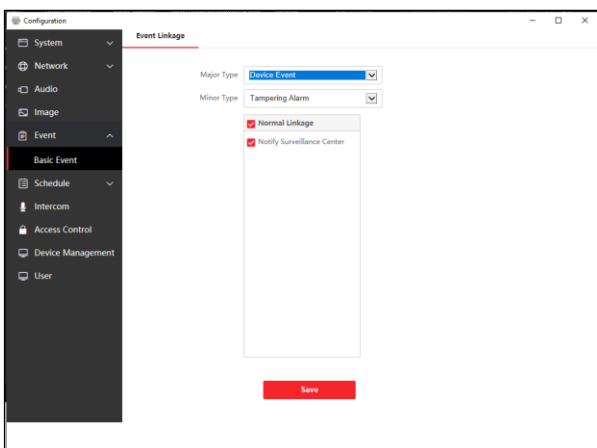 Configuration
System
Network
Audio
Image
Event
Basic Event
Schedule
Intercom
Access Control
Device Management
User
Event Linkage
Major Type Device Event
Minor Type Tampering Alarm
Normal Linkage
Notify Surveillance Center
Save